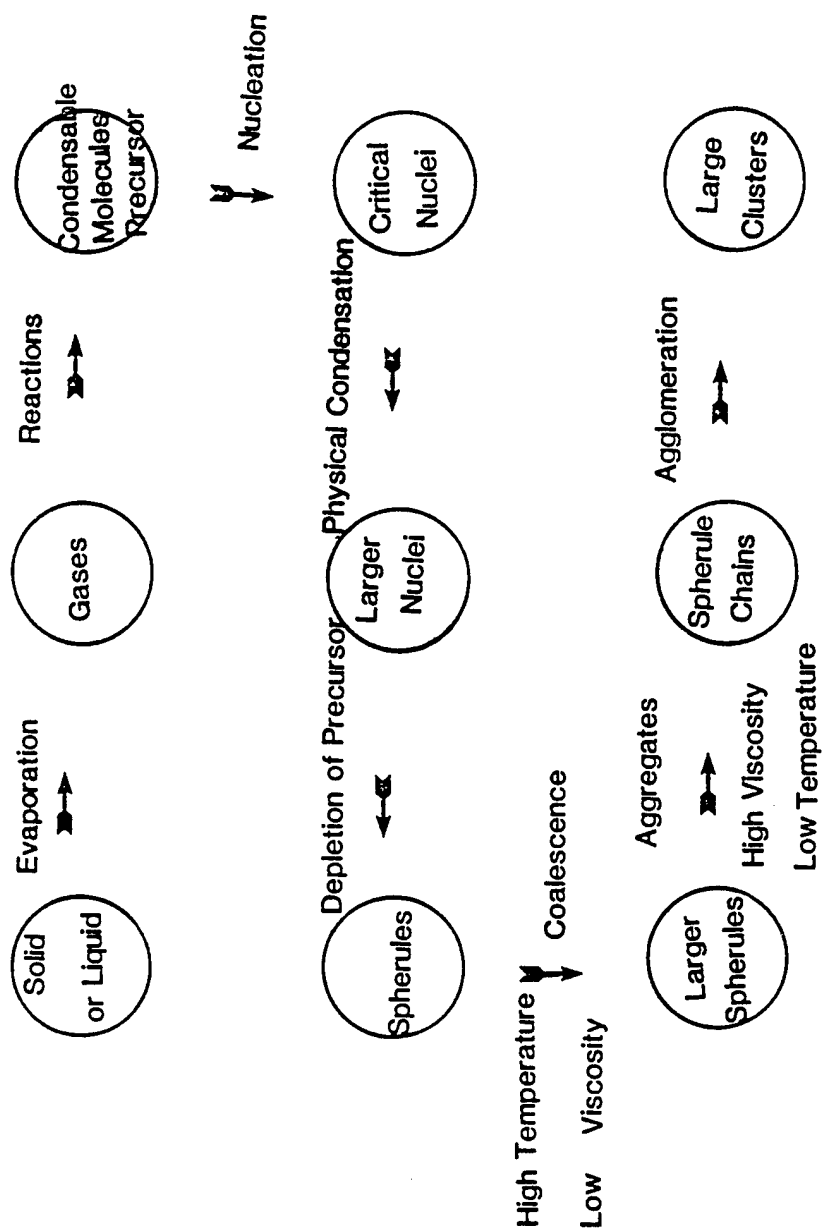 Solid
or Liquid
Evaporation
Gases
Reactions
Condensable
Molecules
Precursor
Nucleation
Critical
Nuclei
Physical Condensation
Larger
Nuclei
Depletion of Precursor
Spherules
High Temperature
Low Viscosity
Coalescence
Larger
Spherules
Aggregates
High Viscosity
Low Temperature
Spherule
Chains
Agglomeration
Large
Clusters